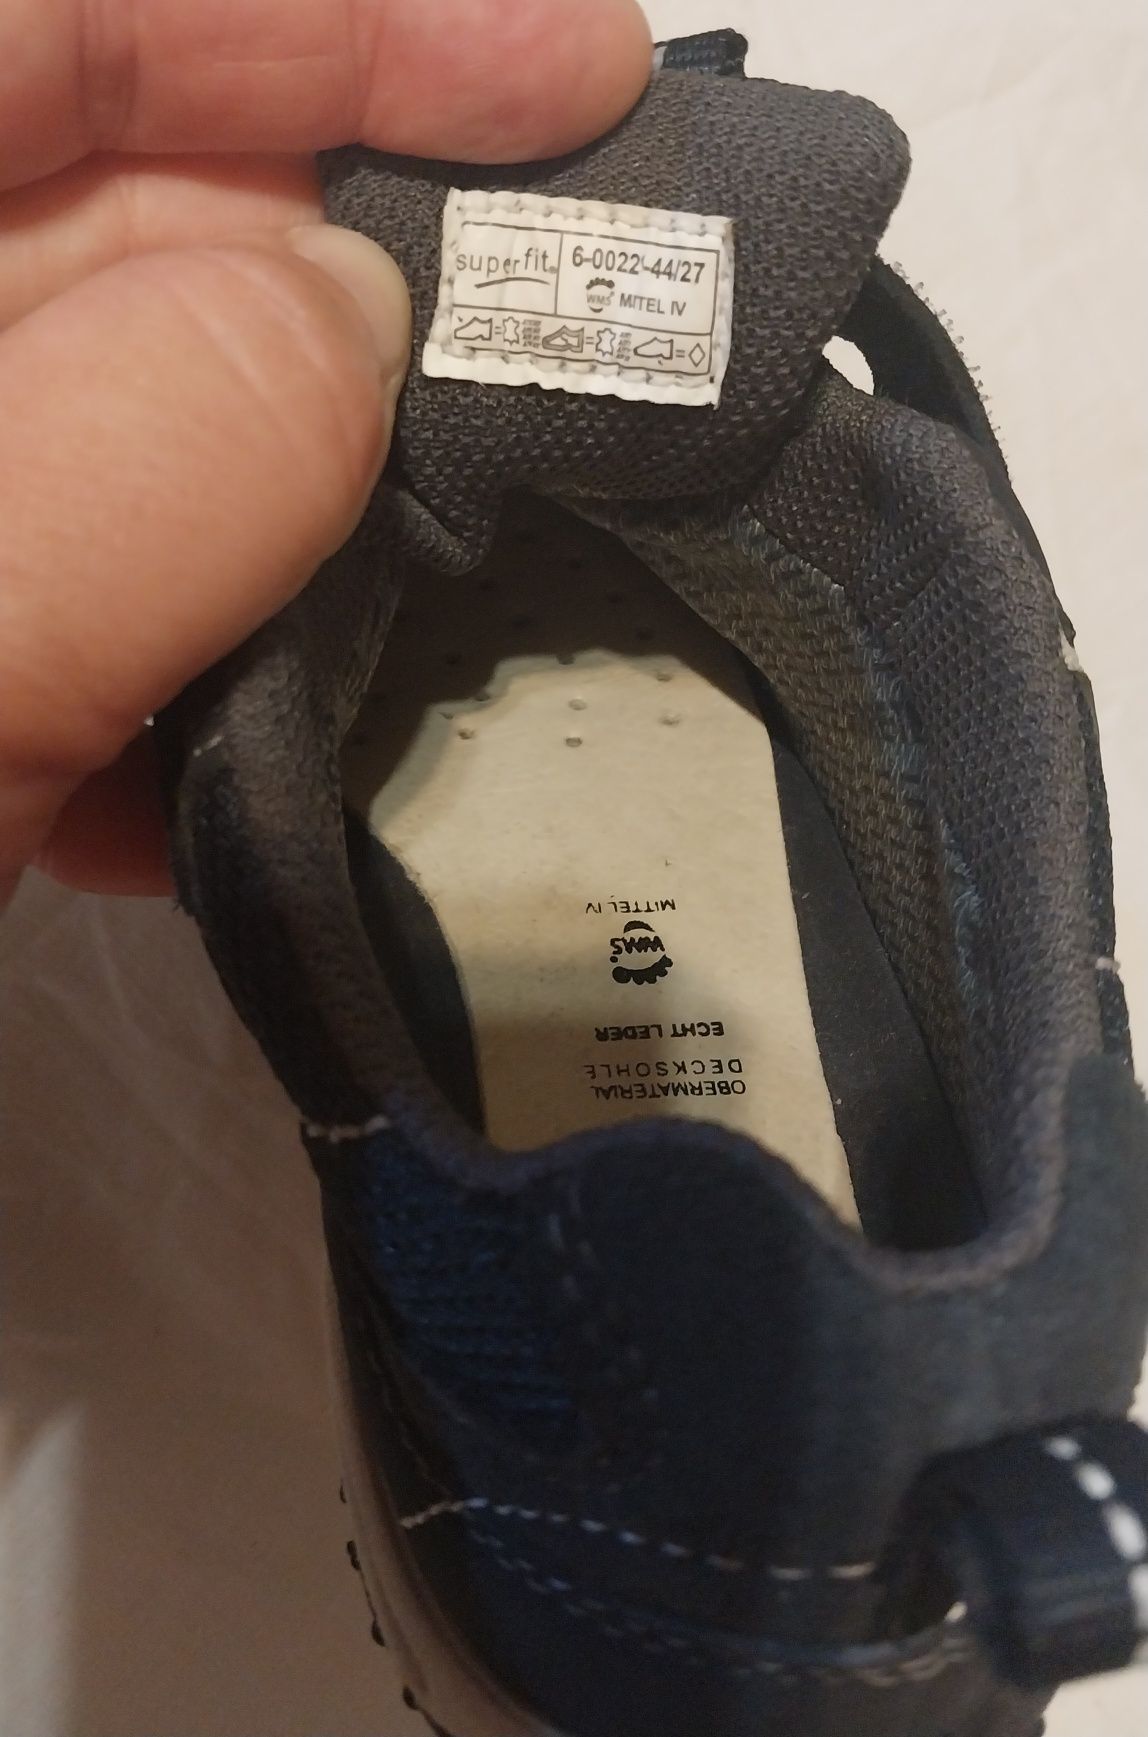 superfit
6-0022-44/27
WMS MITEL IV
OBERMATERIAL
DECKSOHLE
ECHT LEDER
WMS
MITTEL IV